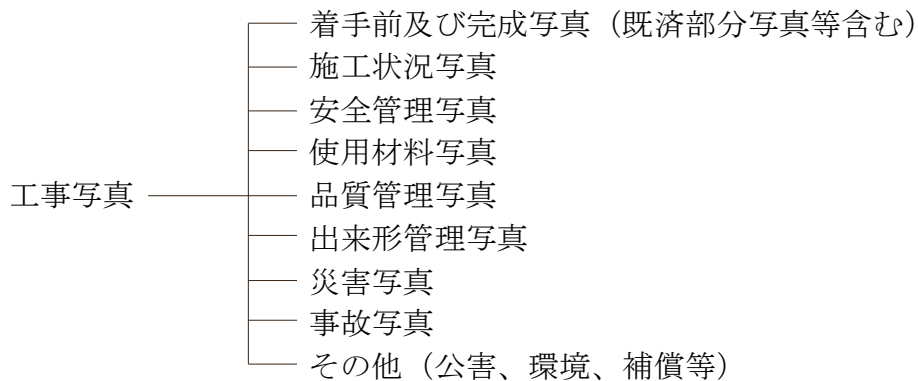 着手前及び完成写真（既済部分写真等含む）
施工状況写真
安全管理写真
使用材料写真
工事写真
品質管理写真
出来形管理写真
災害写真
事故写真
その他（公害、環境、補償等）